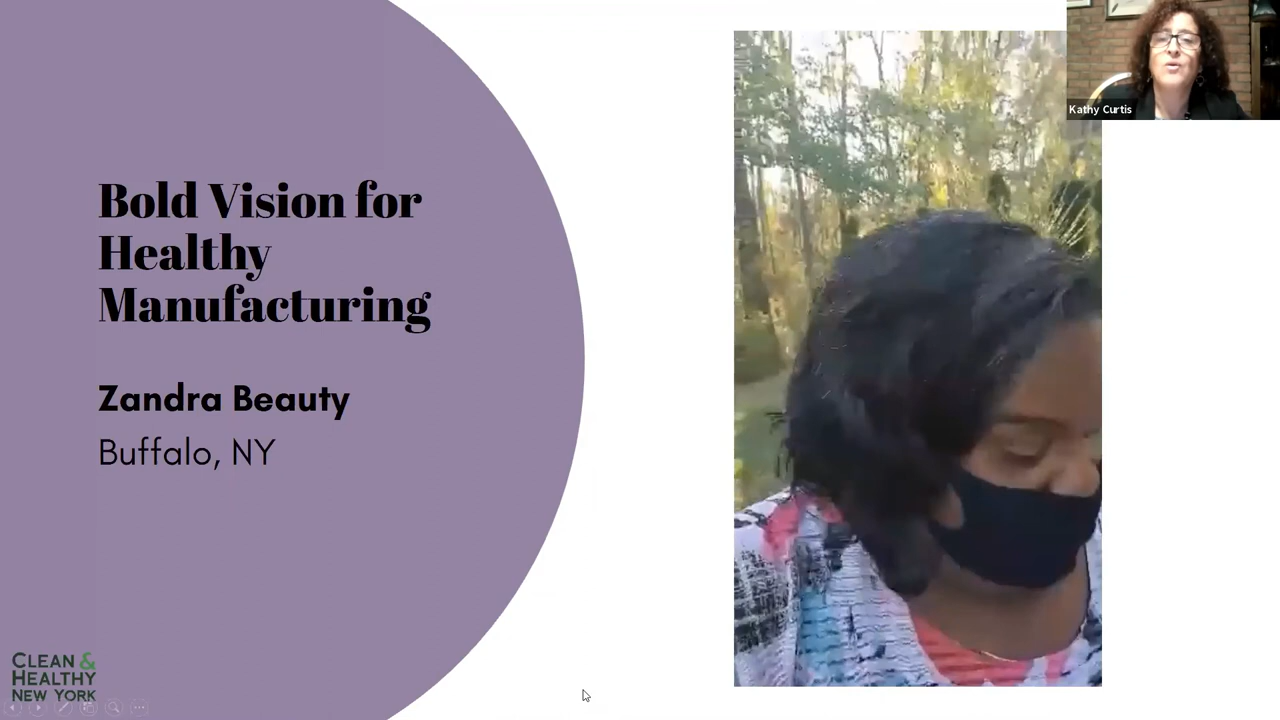 Bold Vision for
Healthy
Manufacturing
Zandra Beauty
Buffalo, NY
Kathy Curtis
CLEAN &
HEALTHY
NEW YORK